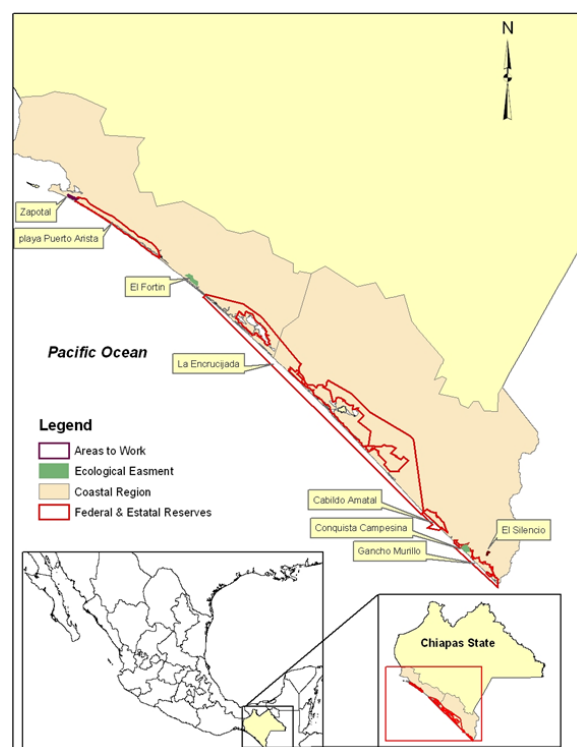 N
Zapotal
playa Puerto Arista
El Fortin
Pacific Ocean
La Encrucijada
Legend
Areas to Work
Ecological Easment
Coastal Region
Federal & Estatal Reserves
Cabildo Amatal
Conquista Campesina
El Silencio
Gancho Murillo
Chiapas State